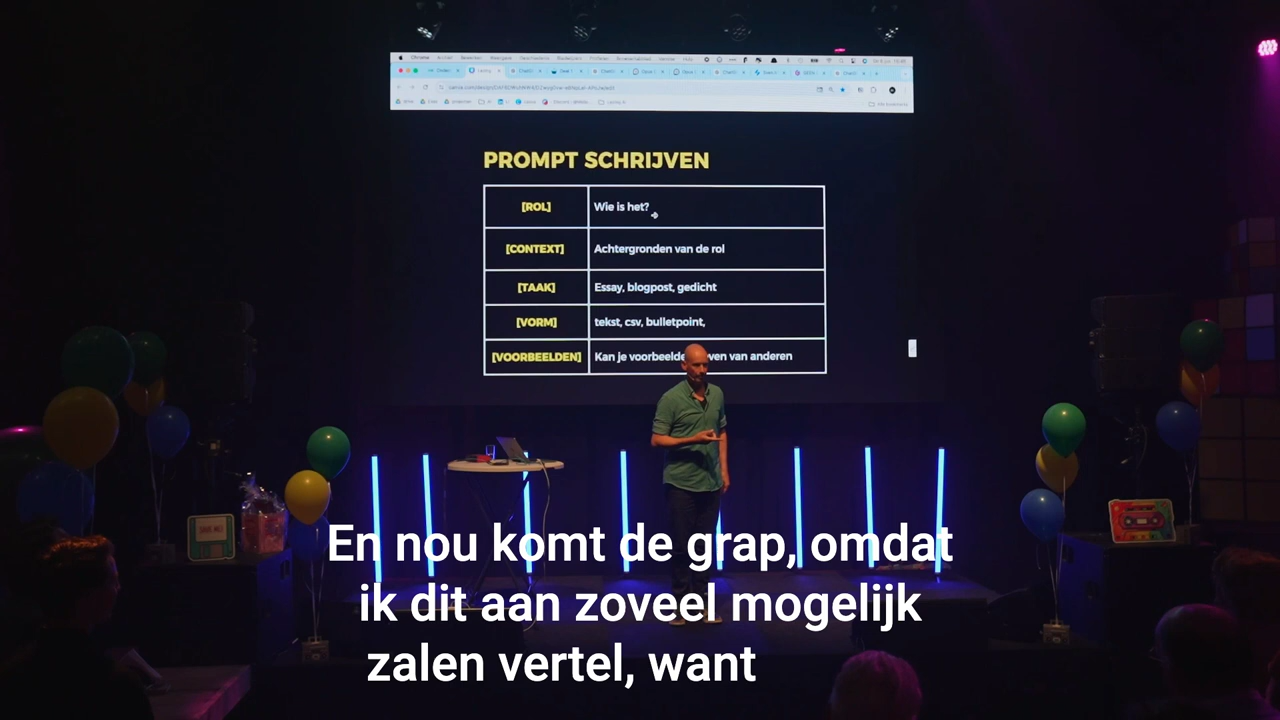 Chrome
PROMPT SCHRIJVEN
[ROL] Wie is het?
[CONTEXT] Achtergronden van de rol
[TAAK] Essay, blogpost, gedicht
[VORM] tekst, csv, bulletpoint,
[VOORBEELDEN] Kan je voorbeelde ven van anderen
En nou komt de grap, omdat
ik dit aan zoveel mogelijk
zalen vertel, want